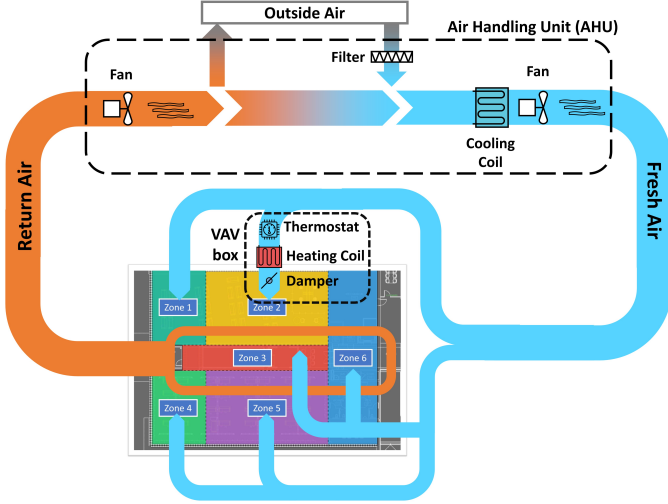 Outside Air
Air Handling Unit (AHU)
Filter
Fan
Fan
Cooling
Coil
Return Air
Fresh Air
VAV
box
Thermostat
Heating Coil
Damper
Zone 1
Zone 2
Zone 3
Zone 6
Zone 4
Zone 5